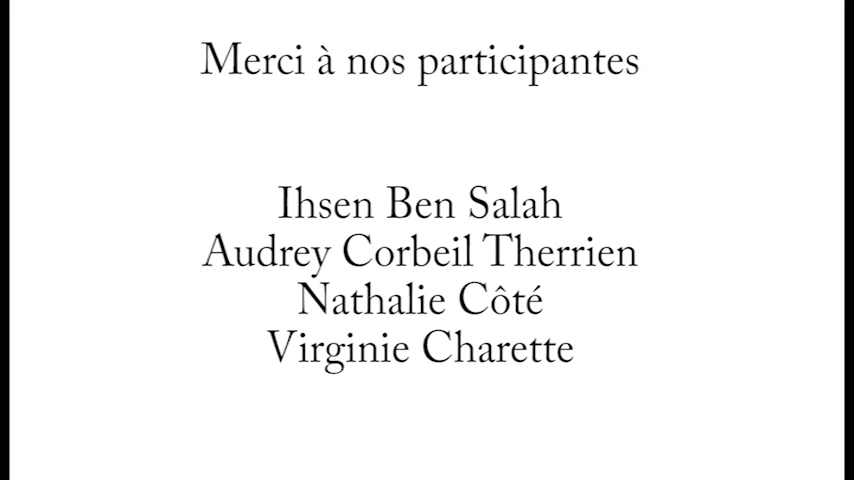 Merci à nos participantes
Ihsen Ben Salah
Audrey Corbeil Therrien
Nathalie Côté
Virginie Charette